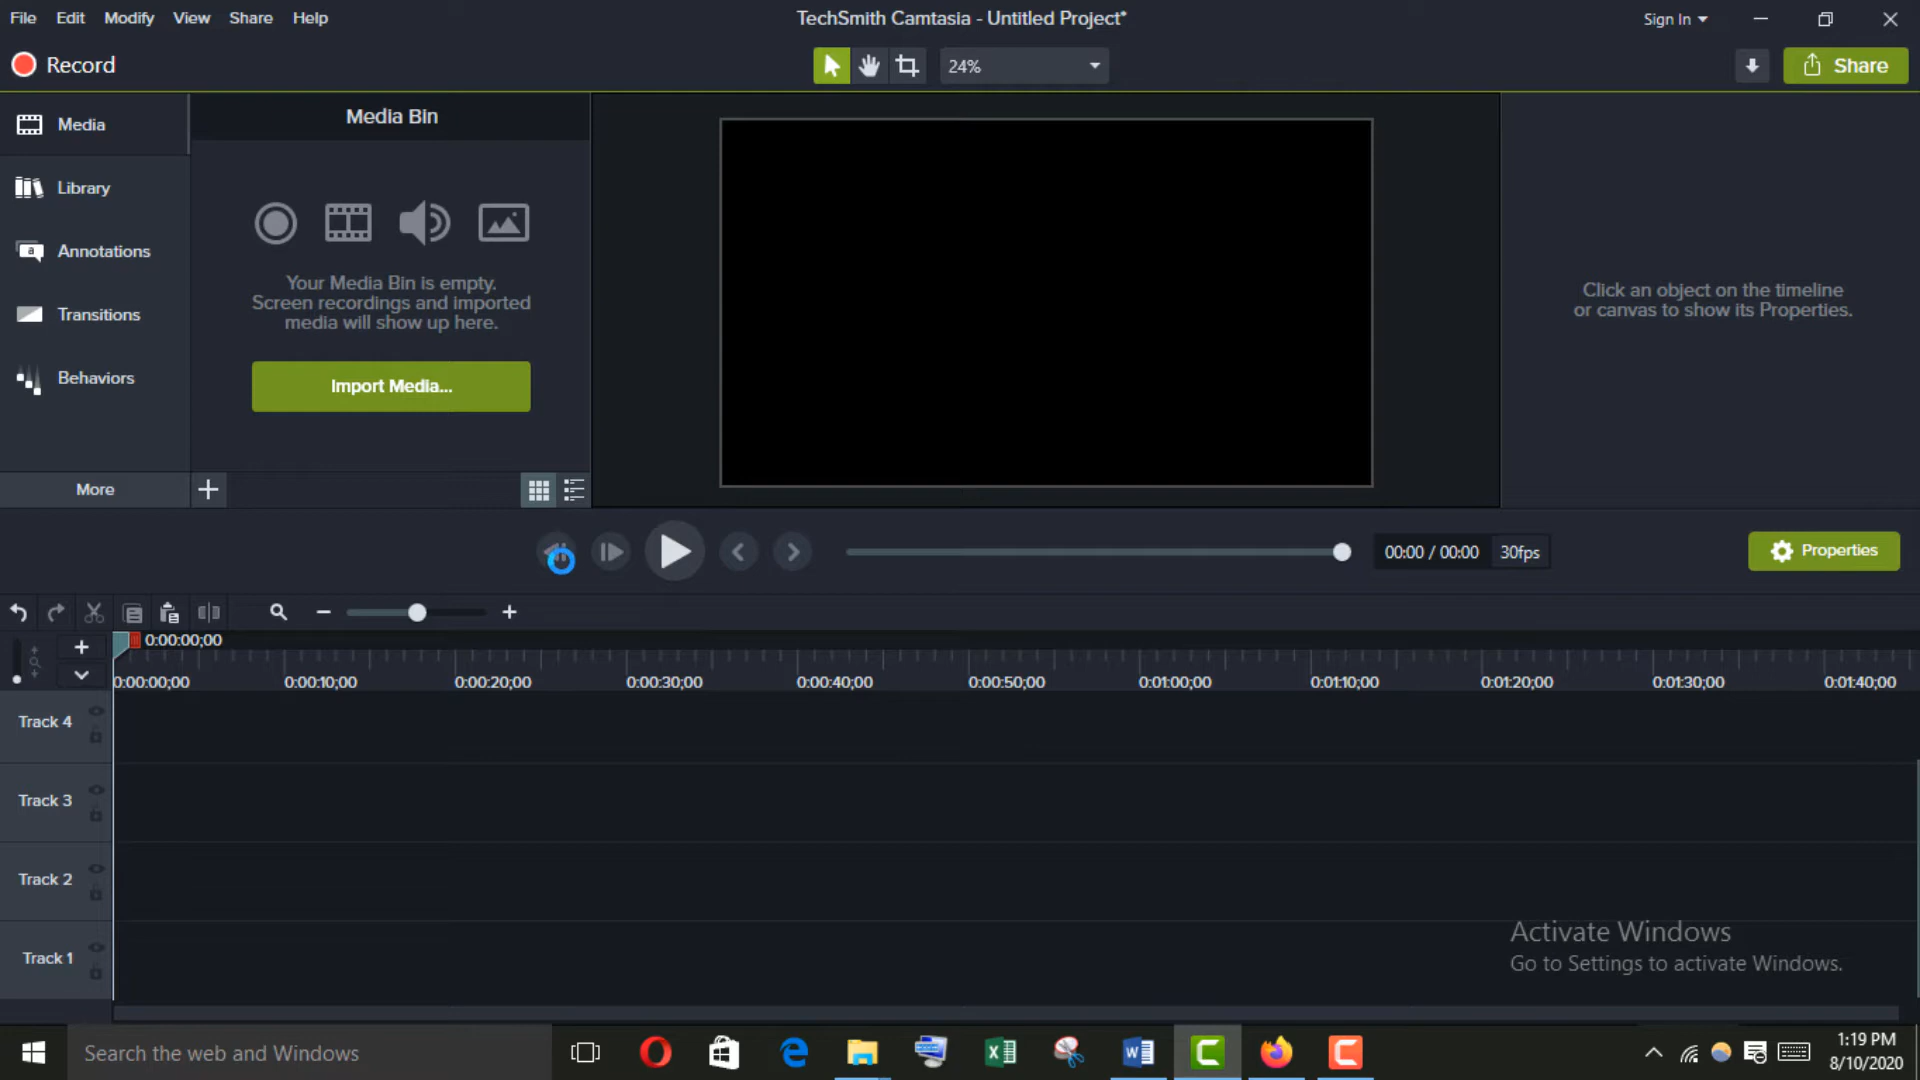 File Edit Modify View Share Help
TechSmith Camtasia - Untitled Project*
Sign In
Record
24%
Share
Media
Library
Annotations
Transitions
Behaviors
More
Media Bin
Your Media Bin is empty.
Screen recordings and imported
media will show up here.
Import Media...
Click an object on the timeline
or canvas to show its Properties.
00:00 / 00:00 30fps
Properties
0:00:00;00
0:00:00;00 0:00:10;00 0:00:20;00 0:00:30;00 0:00:40;00 0:00:50;00 0:01:00;00 0:01:10;00 0:01:20;00 0:01:30;00 0:01:40;00
Track 4
Track 3
Track 2
Track 1
Activate Windows
Go to Settings to activate Windows.
Search the web and Windows
1:19 PM
8/10/2020